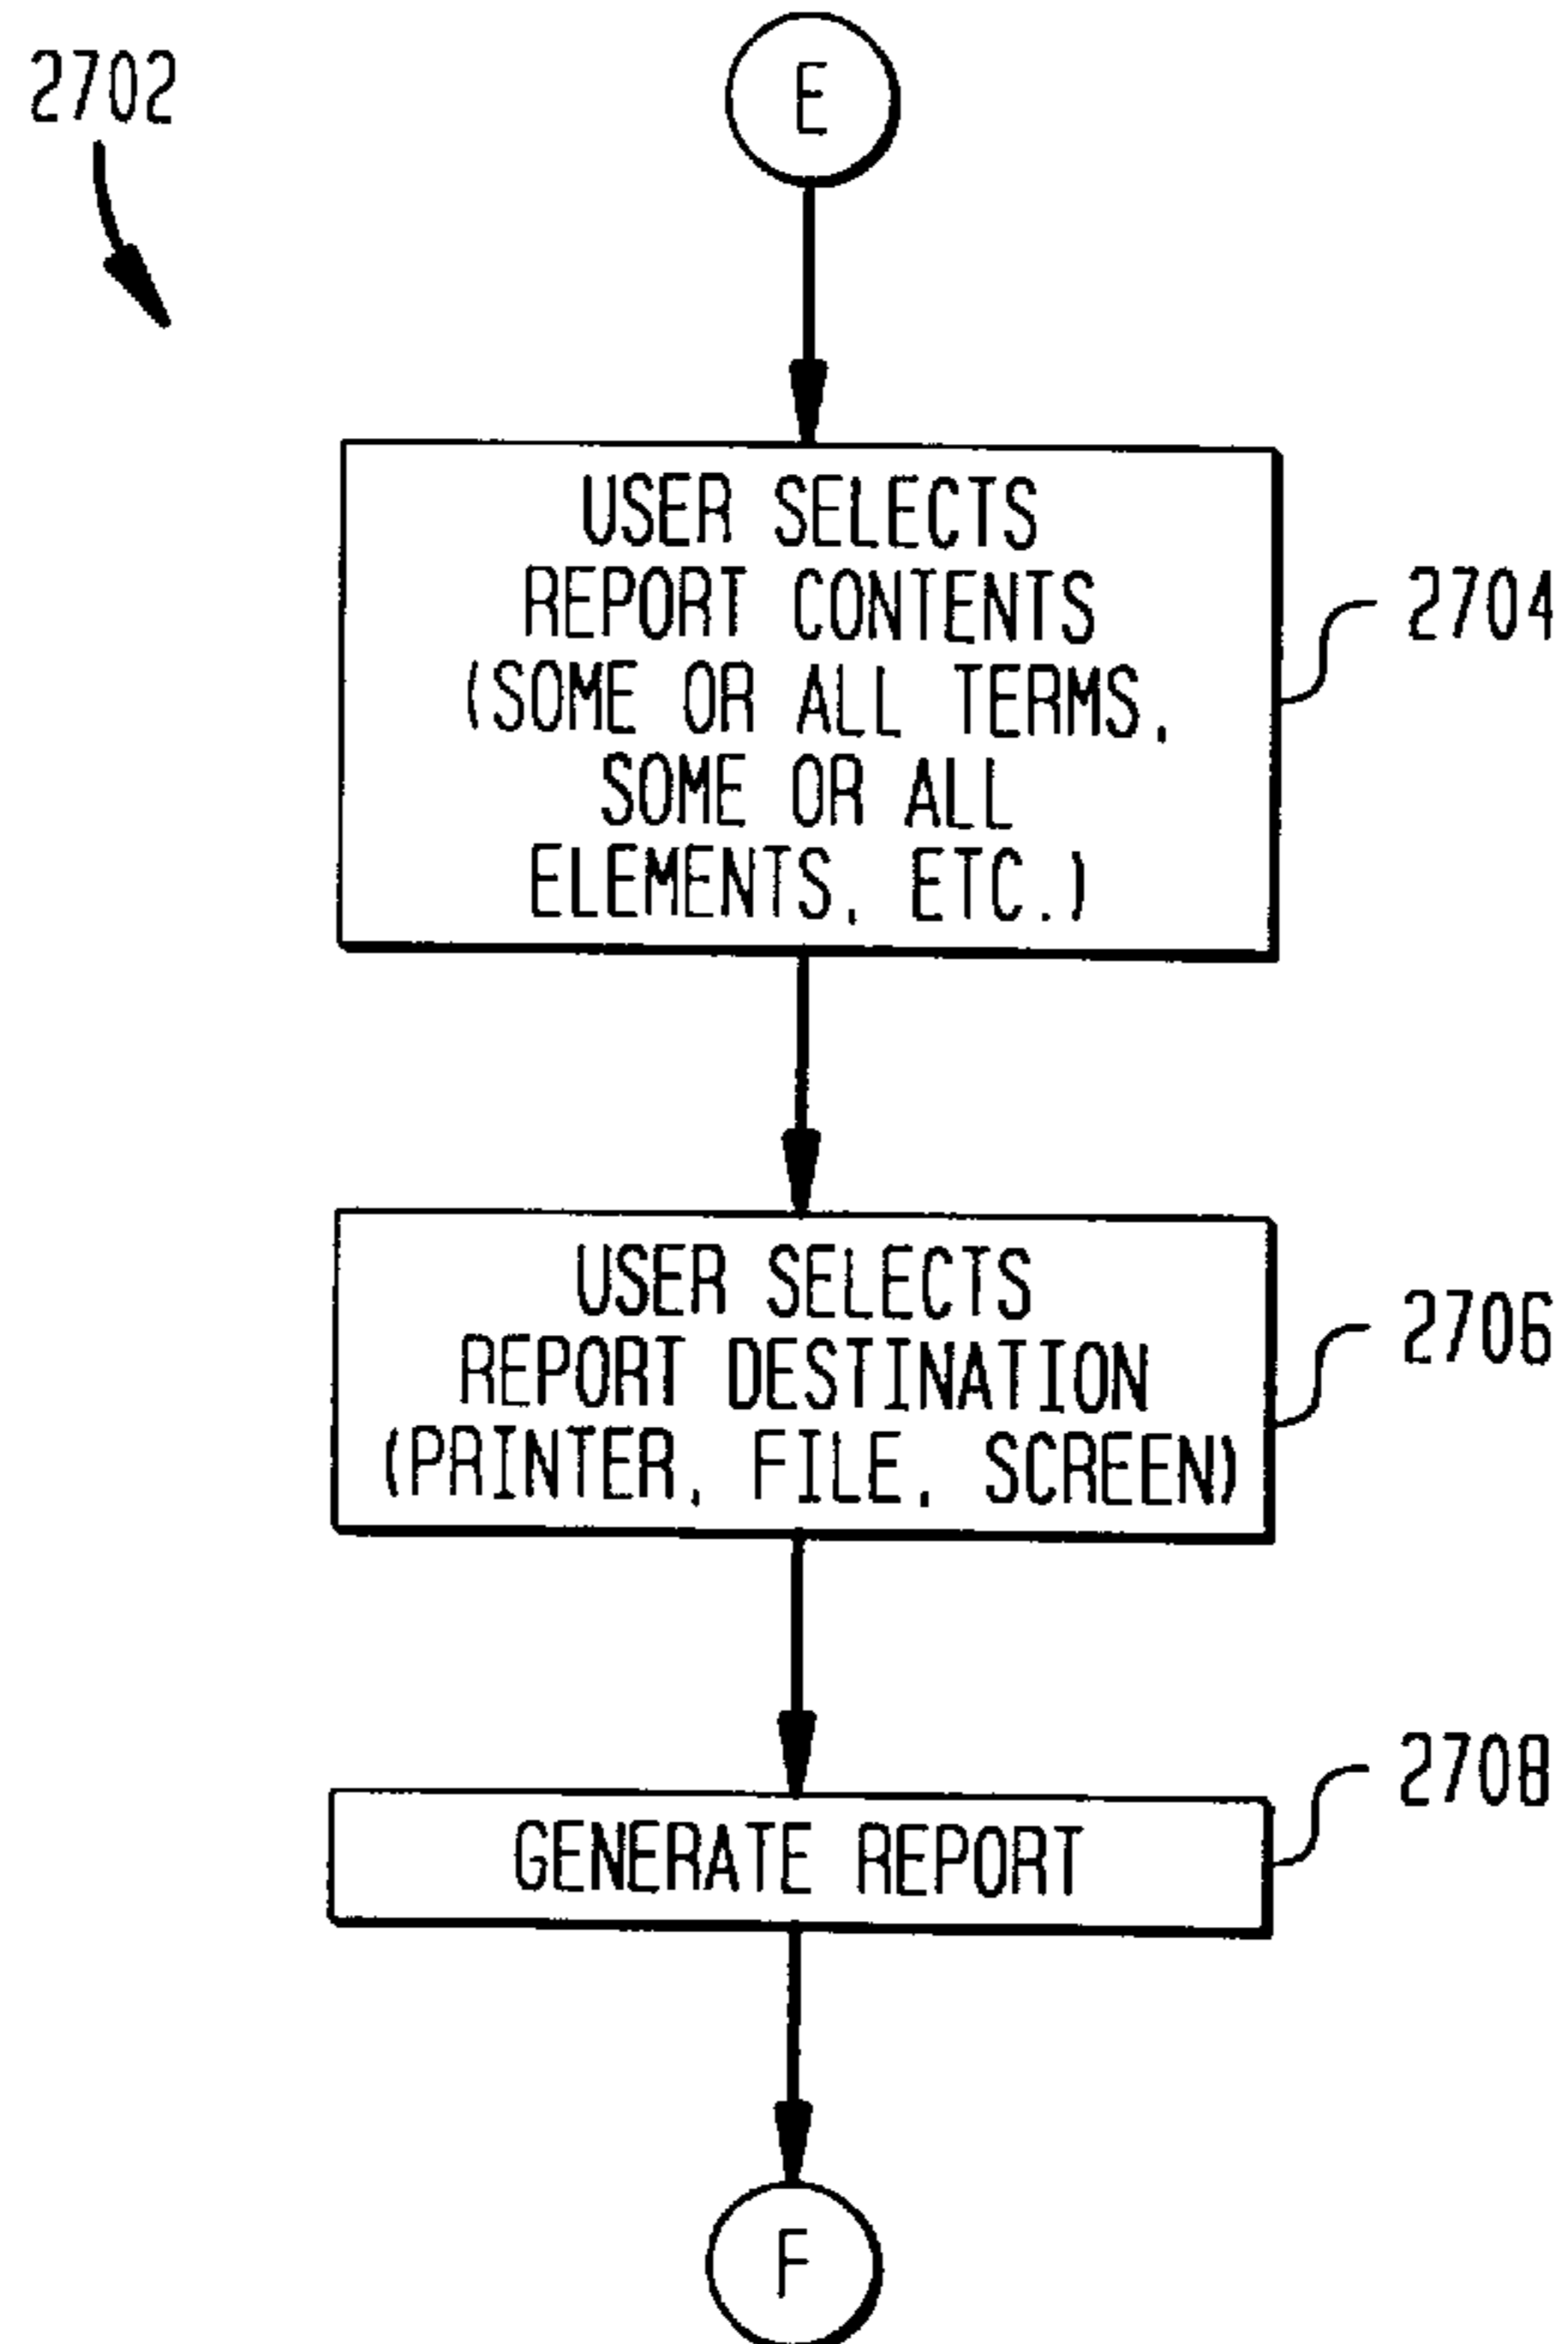 2702
E
USER SELECTS
REPORT CONTENTS
(SOME OR ALL TERMS,
SOME OR ALL
ELEMENTS, ETC.)
2704
USER SELECTS
REPORT DESTINATION
(PRINTER, FILE, SCREEN)
2706
GENERATE REPORT
2708
F